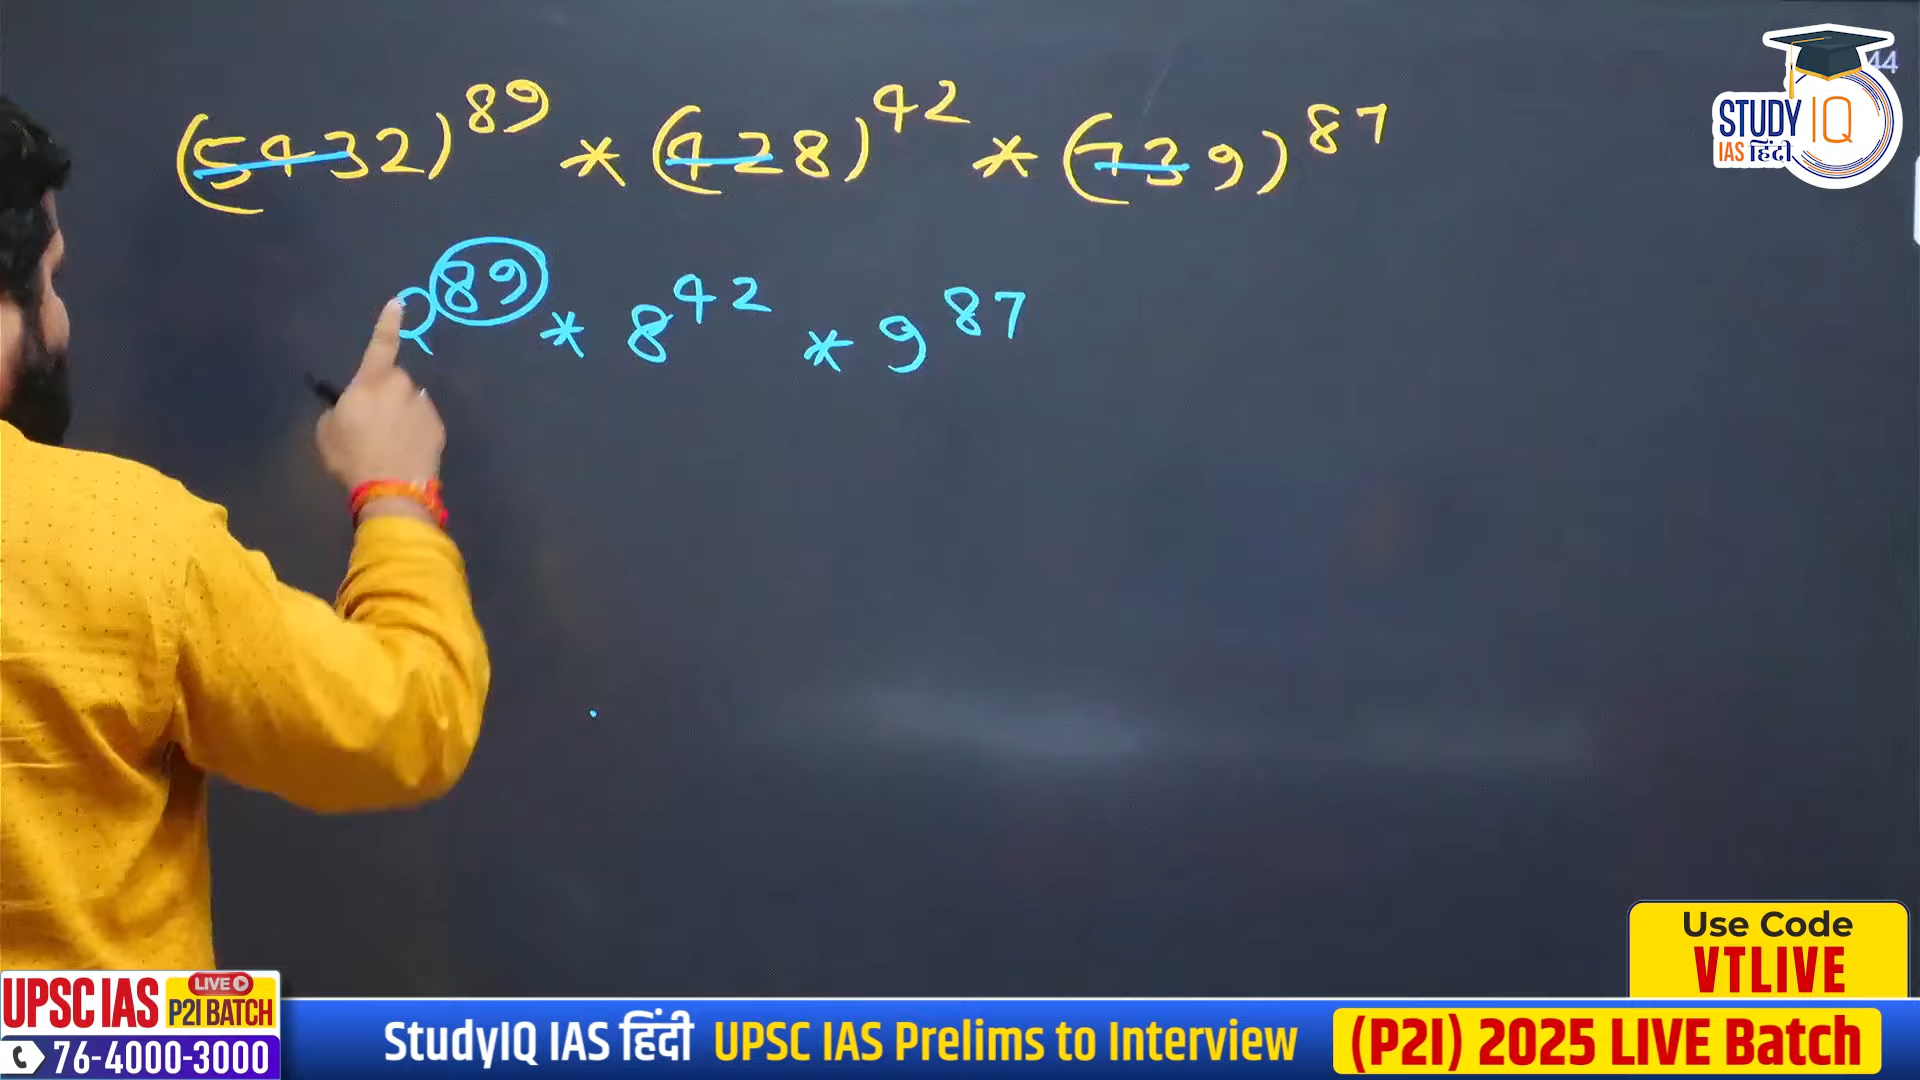 44
STUDY IQ
IAS हिंदी
(5432)^89 * (428)^42 * (739)^87
2^89 * 8^42 * 9^87
Use Code
VTLIVE
UPSC IAS LIVE P2I BATCH
76-4000-3000
StudyIQ IAS हिंदी UPSC IAS Prelims to Interview (P2I) 2025 LIVE Batch